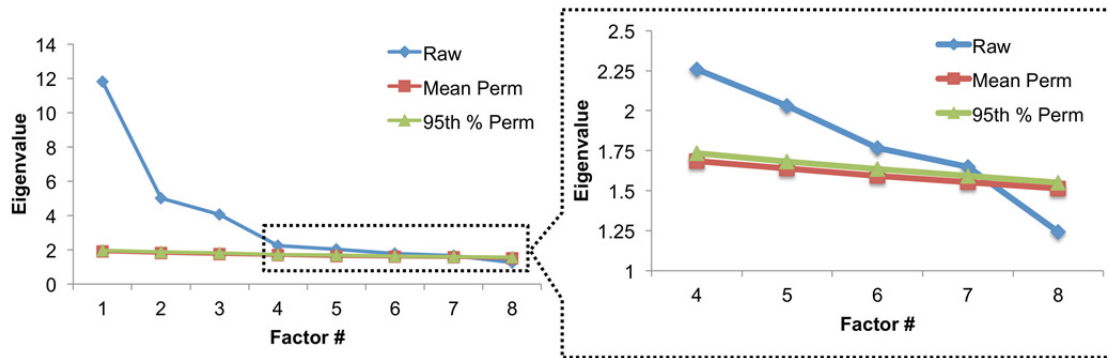 14
12
10
8
6
4
2
0
Eigenvalue
Raw
Mean Perm
95th % Perm
1 2 3 4 5 6 7 8
Factor #
2.5
2.25
2
1.75
1.5
1.25
1
Eigenvalue
Raw
Mean Perm
95th % Perm
4 5 6 7 8
Factor #